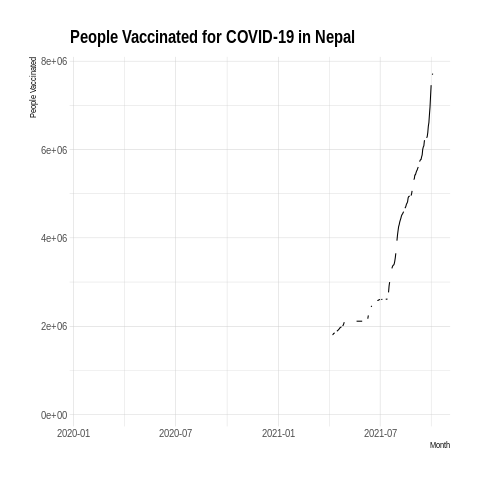 People Vaccinated for COVID-19 in Nepal
People Vaccinated
8e+06
6e+06
4e+06
2e+06
0e+00
2020-01 2020-07 2021-01 2021-07
Month